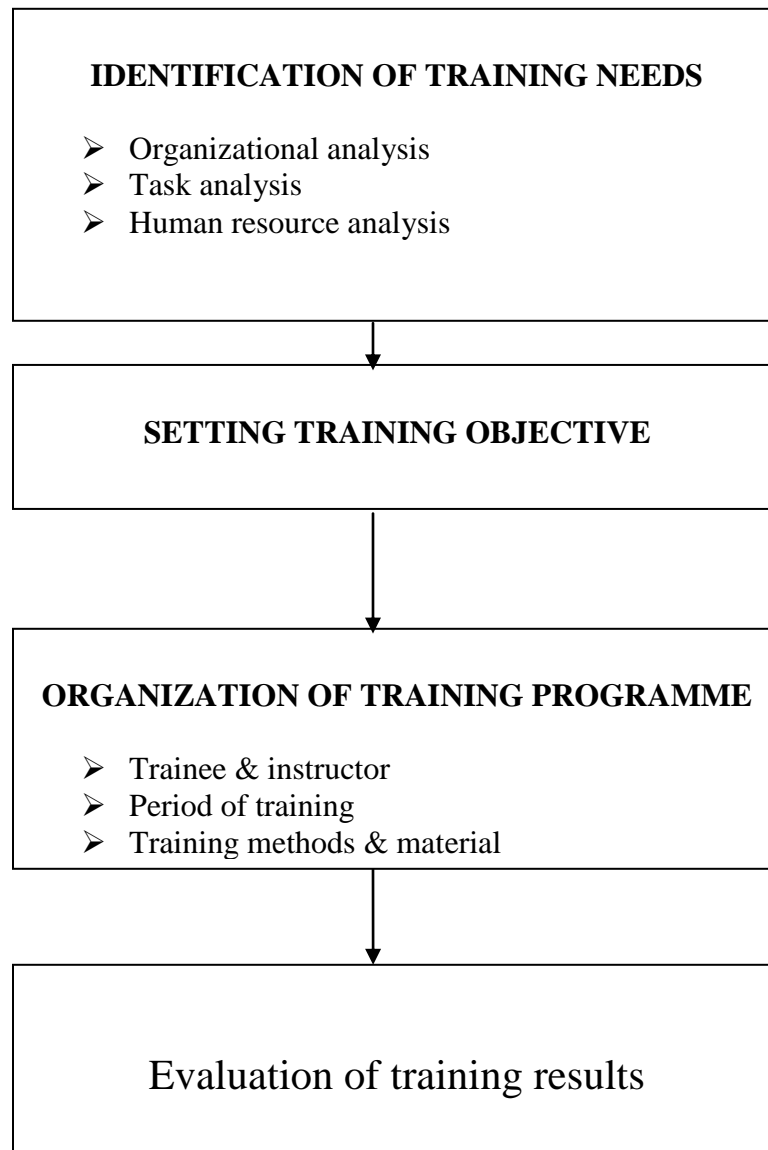 IDENTIFICATION OF TRAINING NEEDS
➢ Organizational analysis
➢ Task analysis
➢ Human resource analysis
SETTING TRAINING OBJECTIVE
ORGANIZATION OF TRAINING PROGRAMME
➢ Trainee & instructor
➢ Period of training
➢ Training methods & material
Evaluation of training results